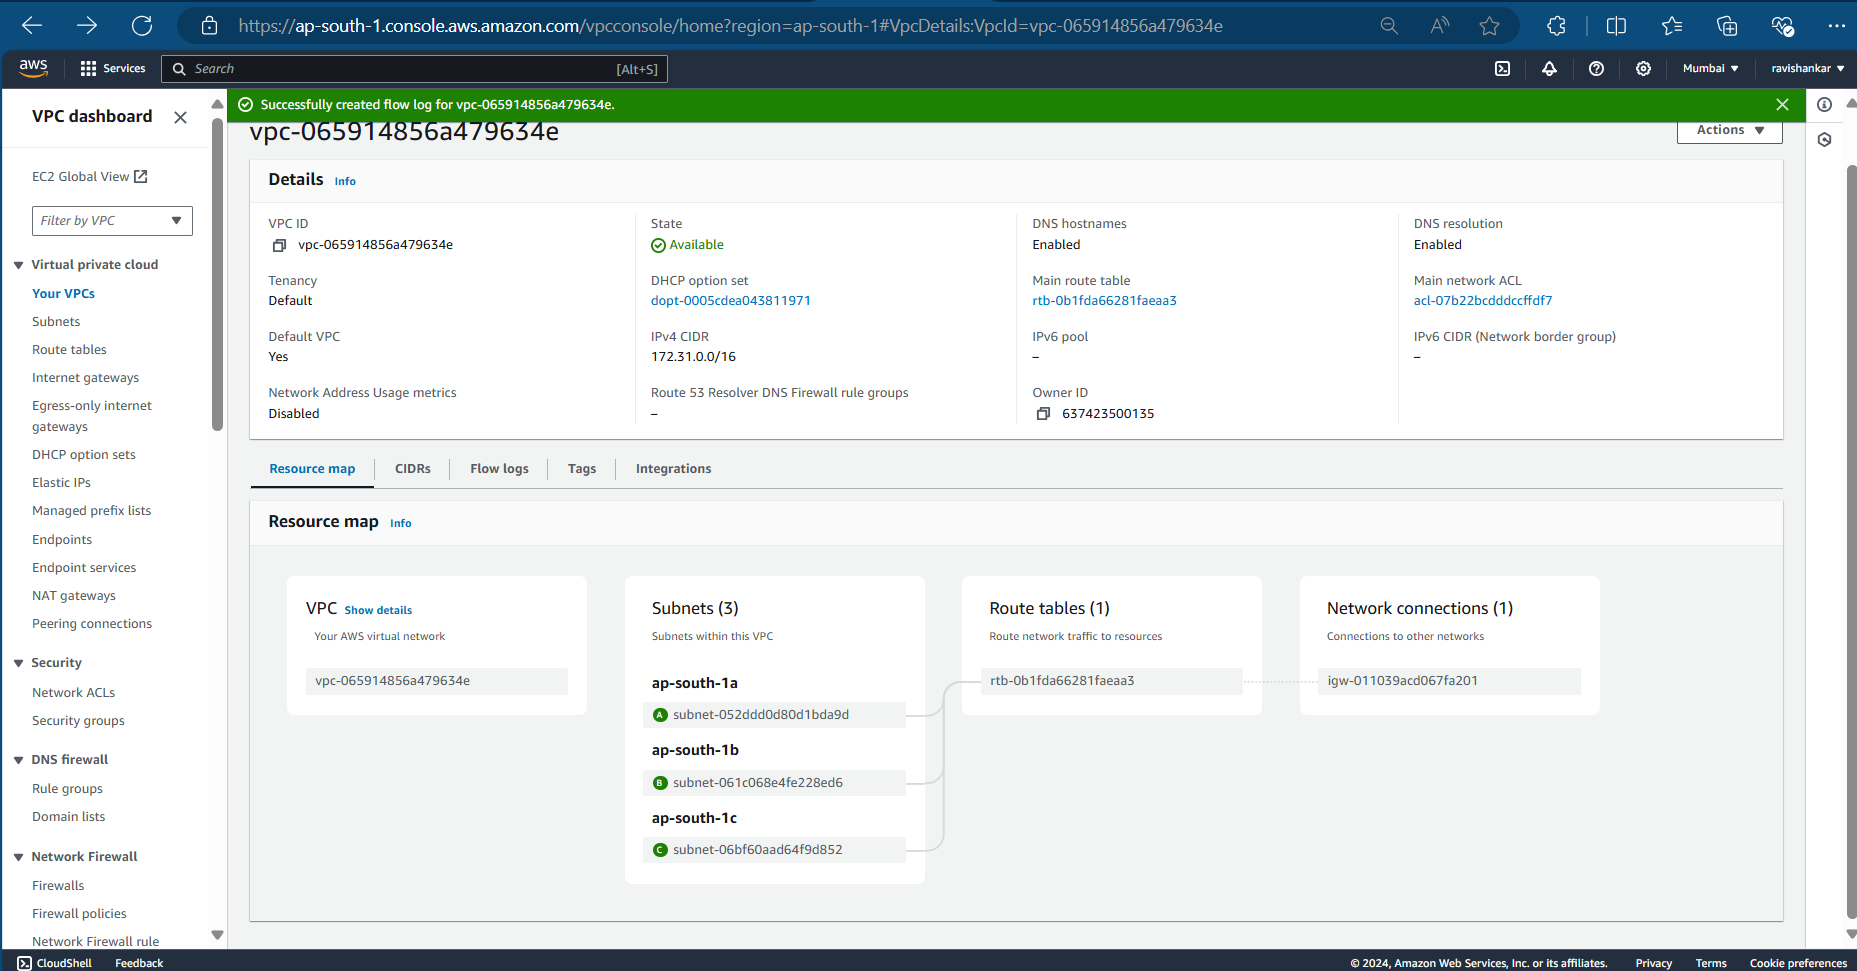 https://ap-south-1.console.aws.amazon.com/vpcconsole/home?region=ap-south-1#VpcDetails:VpcId=vpc-065914856a479634e
aws
Services
Search
[Alt+S]
Mumbai
ravishankar
VPC dashboard
EC2 Global View
Filter by VPC
Virtual private cloud
Your VPCs
Subnets
Route tables
Internet gateways
Egress-only internet
gateways
DHCP option sets
Elastic IPs
Managed prefix lists
Endpoints
Endpoint services
NAT gateways
Peering connections
Security
Network ACLs
Security groups
DNS firewall
Rule groups
Domain lists
Network Firewall
Firewalls
Firewall policies
Network Firewall rule
Successfully created flow log for vpc-065914856a479634e.
vpc-065914856a479634e
Actions
Details Info
VPC ID
vpc-065914856a479634e
State
Available
DNS hostnames
Enabled
DNS resolution
Enabled
Tenancy
Default
DHCP option set
dopt-0005cdea043811971
Main route table
rtb-0b1fda66281faeaa3
Main network ACL
acl-07b22bcdddccffdf7
Default VPC
Yes
IPv4 CIDR
172.31.0.0/16
IPv6 pool
–
IPv6 CIDR (Network border group)
–
Network Address Usage metrics
Disabled
Route 53 Resolver DNS Firewall rule groups
–
Owner ID
637423500135
Resource map
CIDRs
Flow logs
Tags
Integrations
Resource map Info
VPC Show details
Your AWS virtual network
vpc-065914856a479634e
Subnets (3)
Subnets within this VPC
ap-south-1a
A subnet-052ddd0d80d1bda9d
ap-south-1b
B subnet-061c068e4fe228ed6
ap-south-1c
C subnet-06bf60aad64f9d852
Route tables (1)
Route network traffic to resources
rtb-0b1fda66281faeaa3
Network connections (1)
Connections to other networks
igw-011039acd067fa201
CloudShell
Feedback
© 2024, Amazon Web Services, Inc. or its affiliates.
Privacy
Terms
Cookie preferences